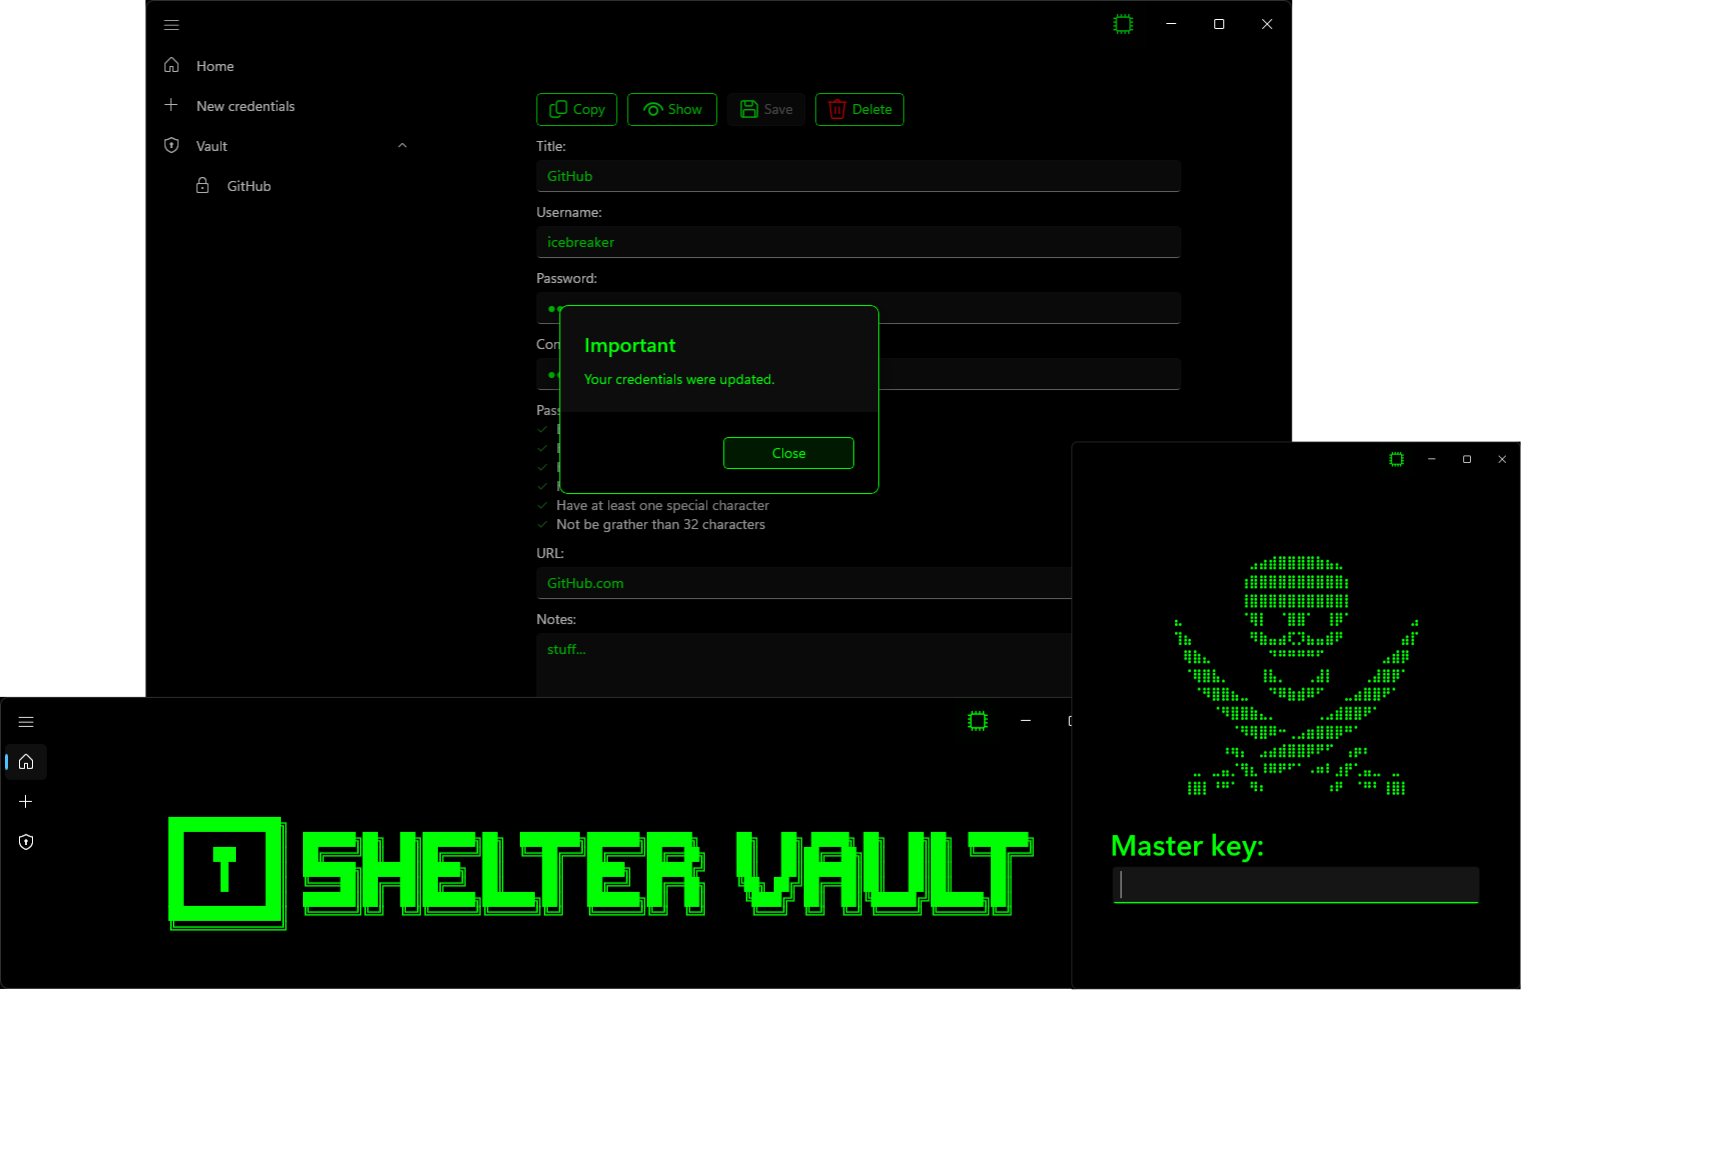 Home
New credentials
Vault
GitHub
Copy Show Save Delete
Title:
GitHub
Username:
icebreaker
Password:
Important
Your credentials were updated.
Close
Have at least one special character
Not be grather than 32 characters
URL:
GitHub.com
Notes:
stuff...
SHELTER VAULT
Master key: